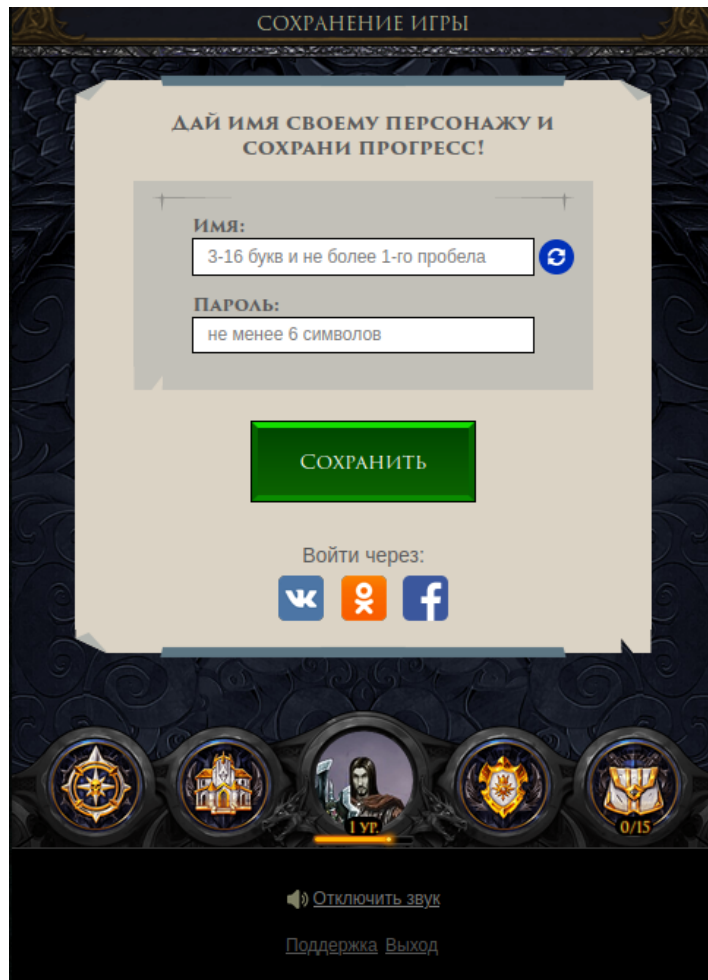 СОХРАНЕНИЕ ИГРЫ
ДАЙ ИМЯ СВОЕМУ ПЕРСОНАЖУ И
СОХРАНИ ПРОГРЕСС!
Имя:
3-16 букв и не более 1-го пробела
Пароль:
не менее 6 символов
Сохранить
Войти через:
1 УР.
0/15
Отключить звук
Поддержка Выход